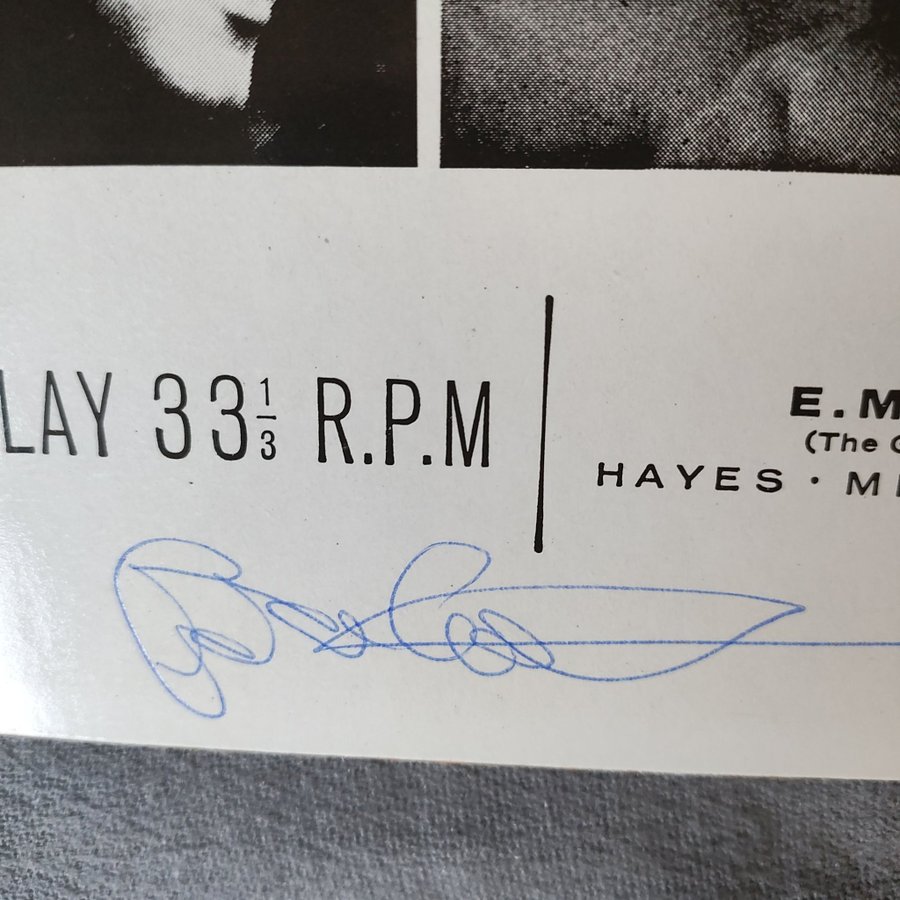 LAY 33 1/3 R.P.M
E.M
(The
HAYES · M